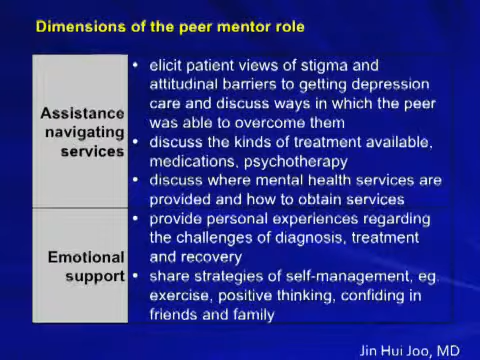 Dimensions of the peer mentor role
Assistance
navigating
services
• elicit patient views of stigma and
attitudinal barriers to getting depression
care and discuss ways in which the peer
was able to overcome them
• discuss the kinds of treatment available,
medications, psychotherapy
• discuss where mental health services are
provided and how to obtain services
Emotional
support
• provide personal experiences regarding
the challenges of diagnosis, treatment
and recovery
• share strategies of self-management, eg.
exercise, positive thinking, confiding in
friends and family
Jin Hui Joo, MD